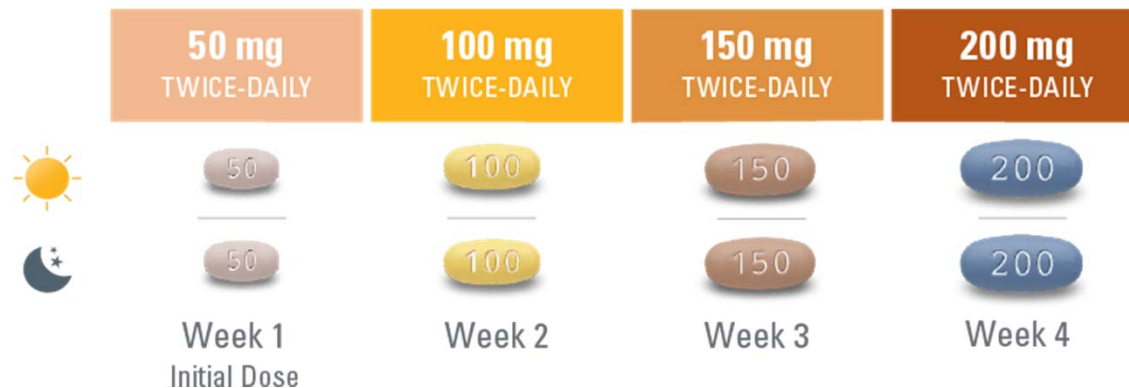 50 mg
TWICE-DAILY
100 mg
TWICE-DAILY
150 mg
TWICE-DAILY
200 mg
TWICE-DAILY
50
100
150
200
50
100
150
200
Week 1
Initial Dose
Week 2
Week 3
Week 4